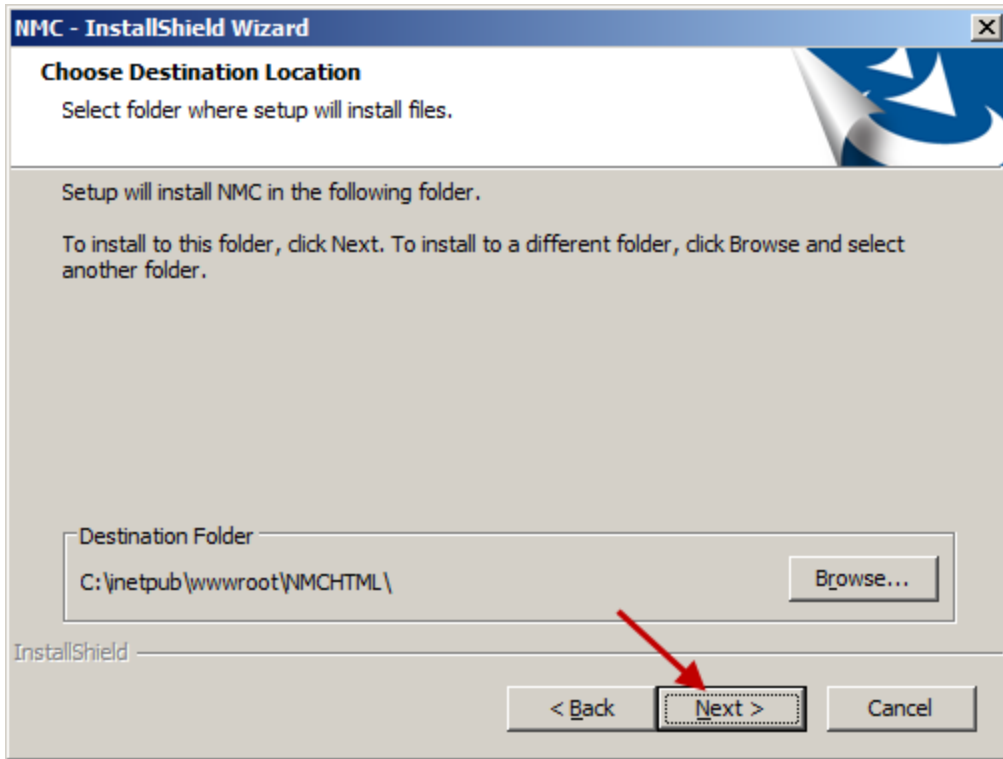 NMC - InstallShield Wizard
Choose Destination Location
Select folder where setup will install files.
Setup will install NMC in the following folder.
To install to this folder, click Next. To install to a different folder, click Browse and select
another folder.
Destination Folder
C:\inetpub\wwwroot\NMCHTML\
Browse...
InstallShield
< Back
Next >
Cancel